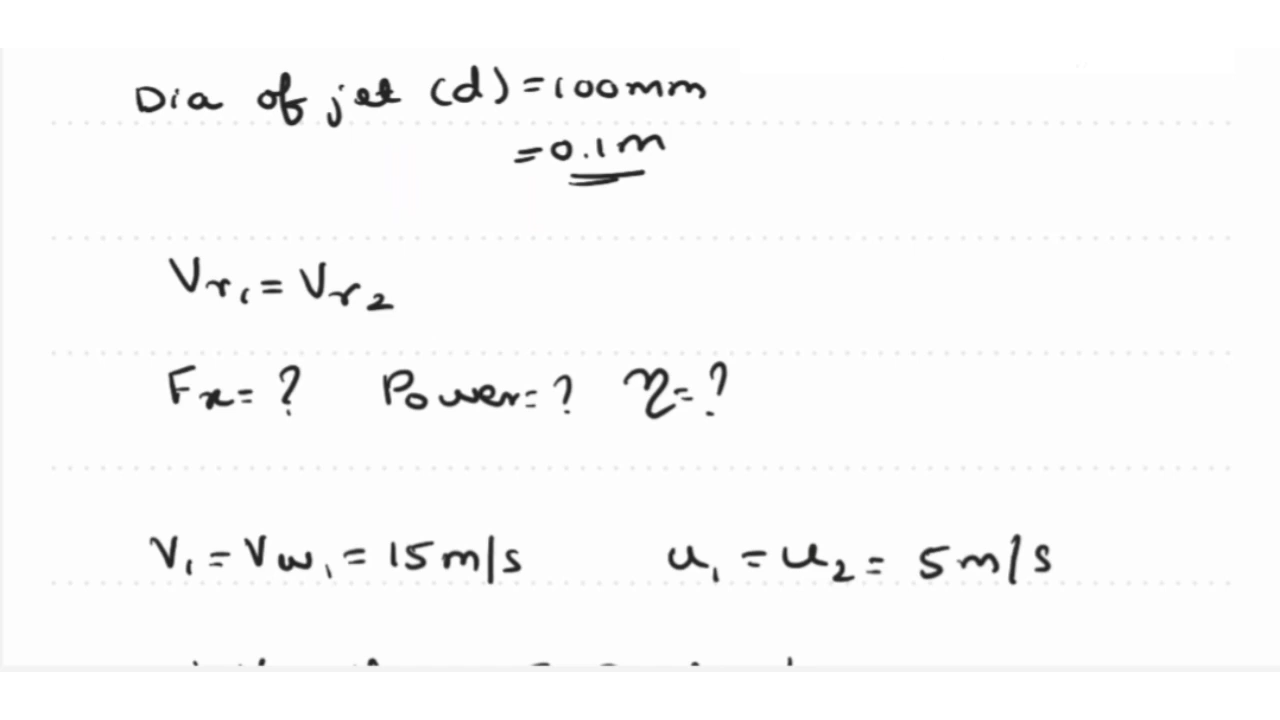 Dia of jet (d) = 100mm
= 0.1m
Vr₁ = Vr₂
Fx = ? Power = ? η = ?
V₁ = Vw₁ = 15m/s u₁ = u₂ = 5m/s